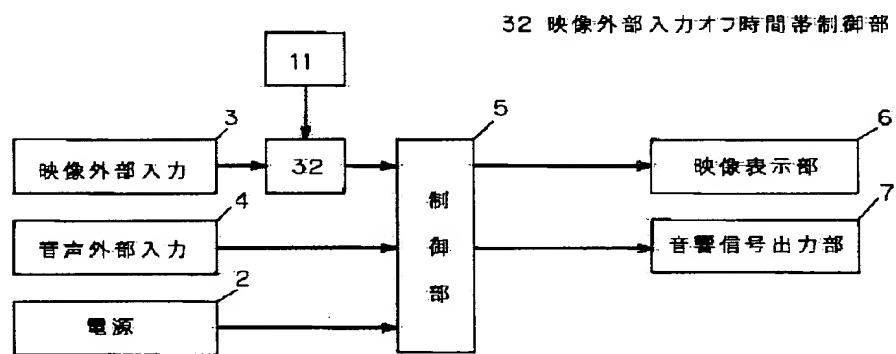 32 映像外部入力オフ時間帯制御部
11
3
映像外部入力
32
5
制御部
6
映像表示部
4
音声外部入力
7
音響信号出力部
2
電源